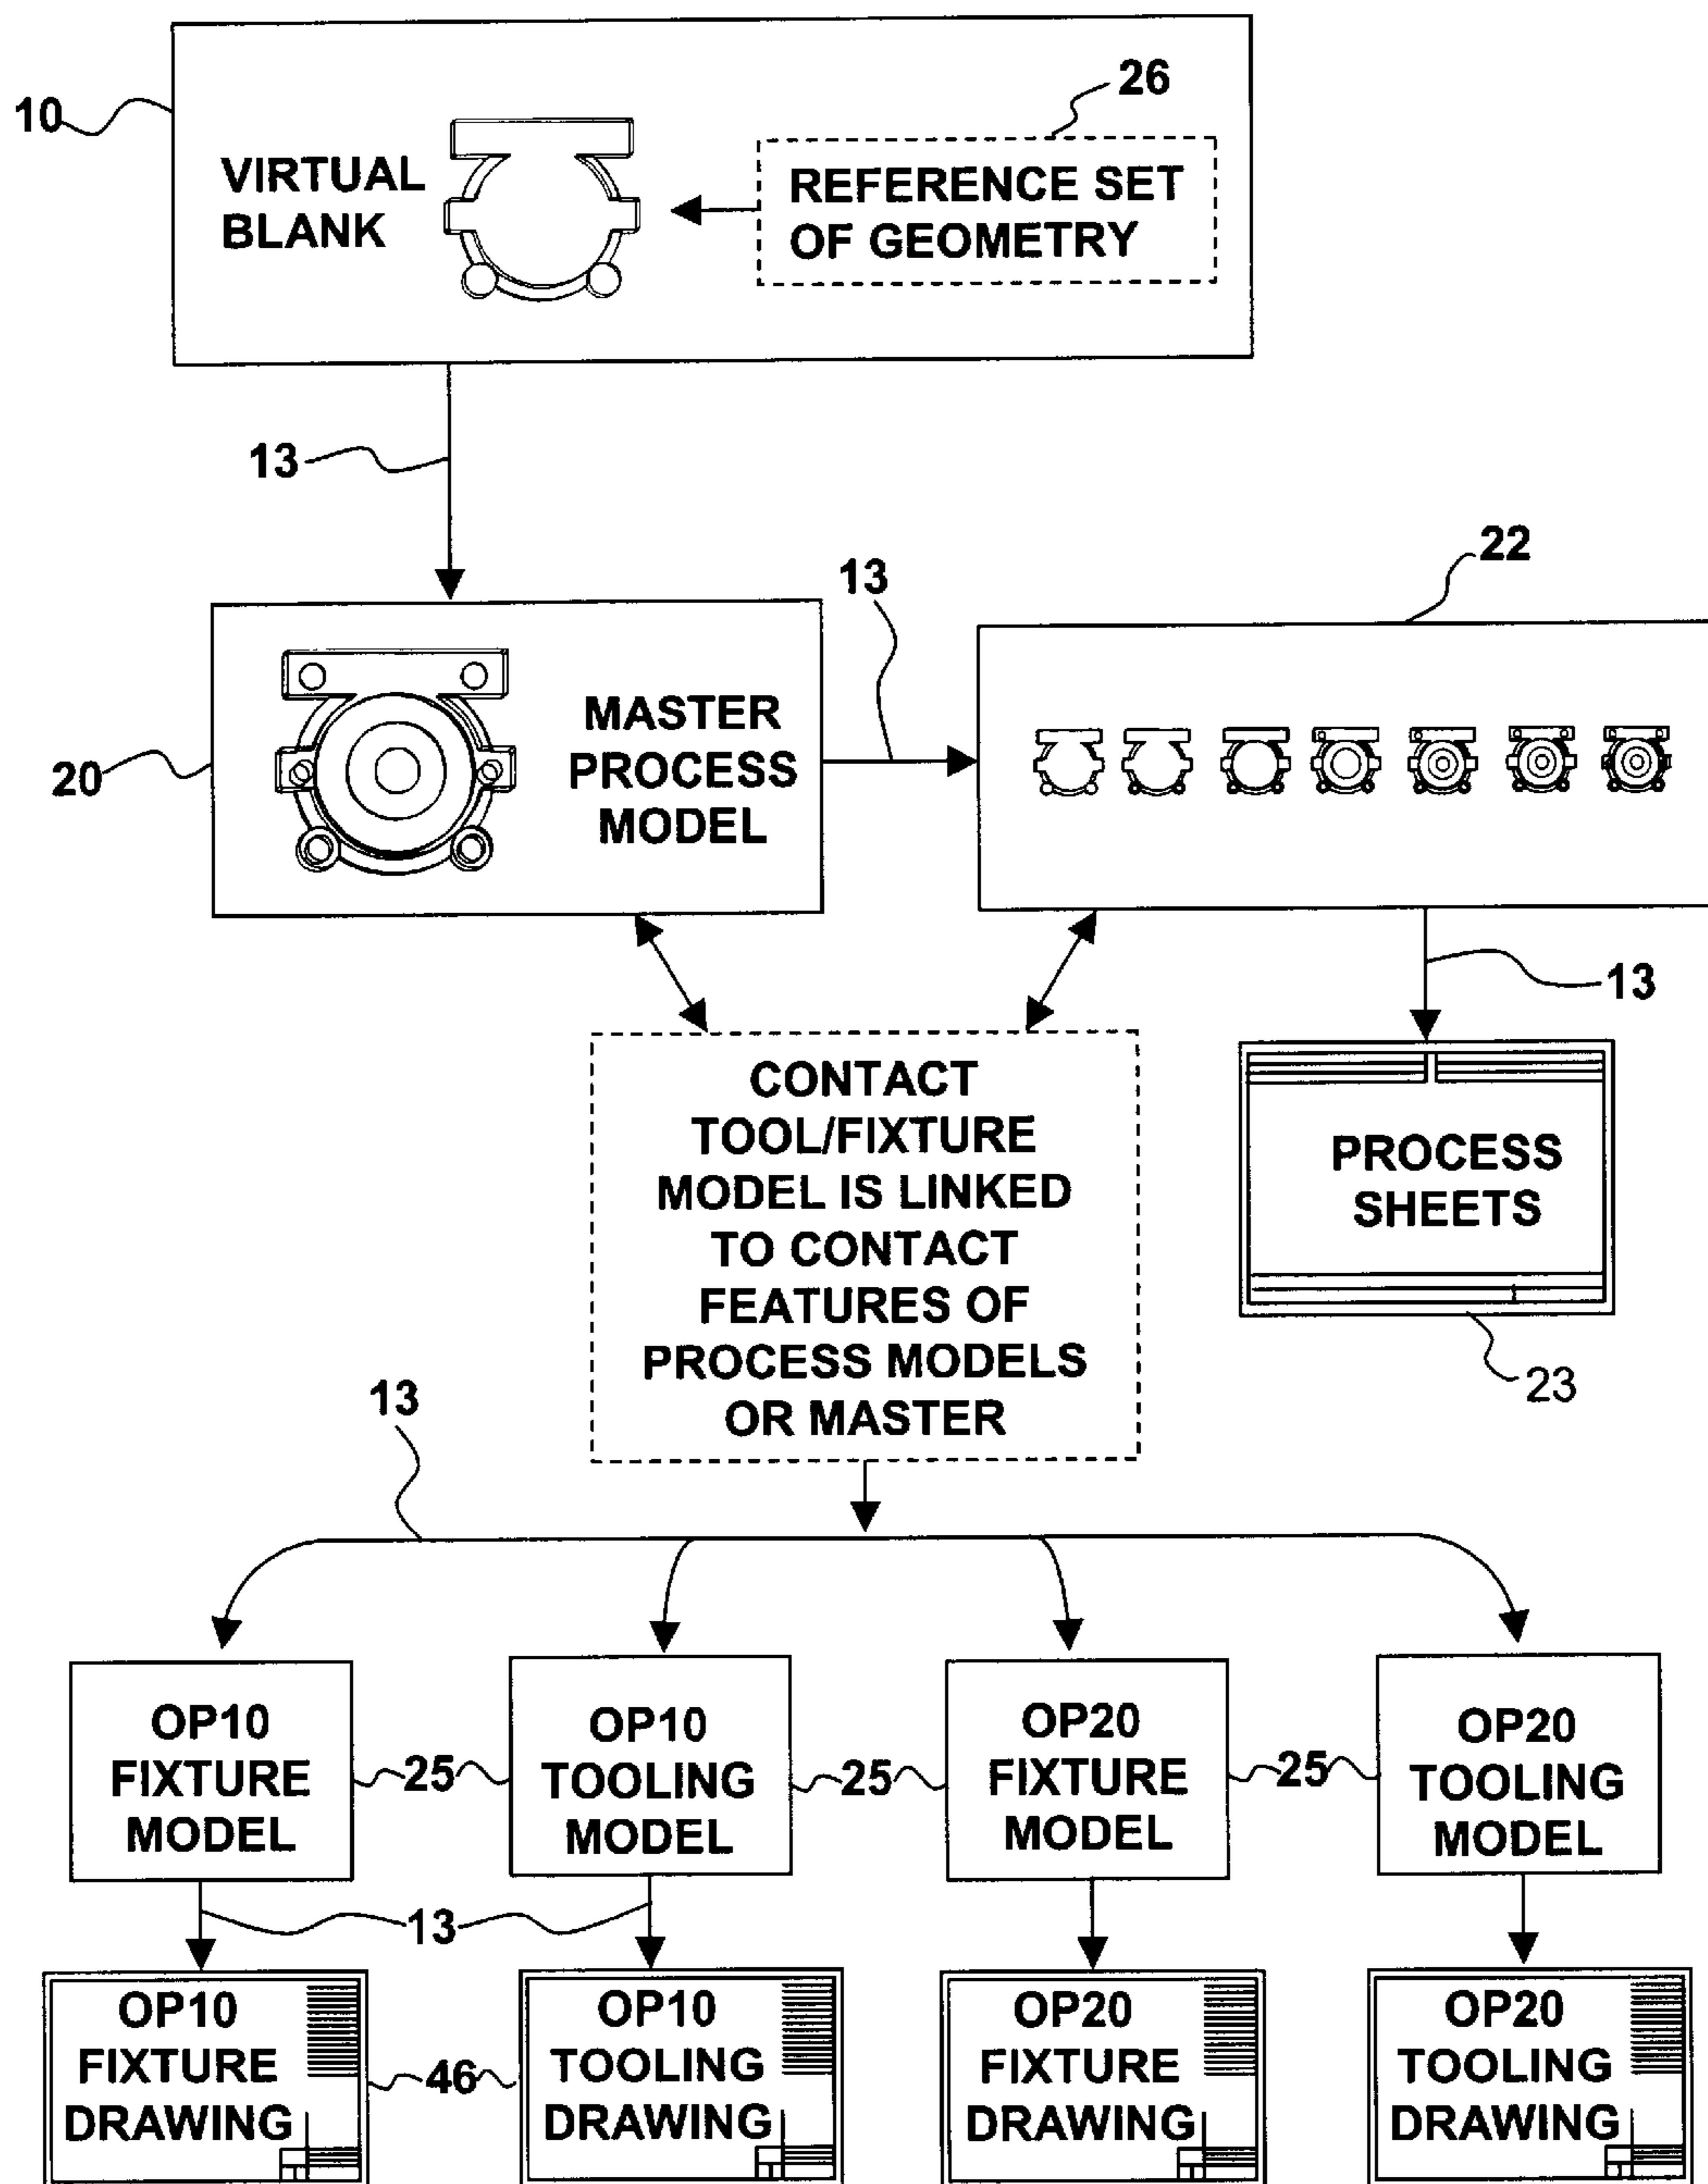 10
26
VIRTUAL
BLANK
REFERENCE SET
OF GEOMETRY
13
13
22
20
MASTER
PROCESS
MODEL
13
CONTACT
TOOL/FIXTURE
MODEL IS LINKED
TO CONTACT
FEATURES OF
PROCESS MODELS
OR MASTER
PROCESS
SHEETS
23
13
OP10
FIXTURE
MODEL
25
OP10
TOOLING
MODEL
25
OP20
FIXTURE
MODEL
25
OP20
TOOLING
MODEL
13
OP10
FIXTURE
DRAWING
46
OP10
TOOLING
DRAWING
OP20
FIXTURE
DRAWING
OP20
TOOLING
DRAWING